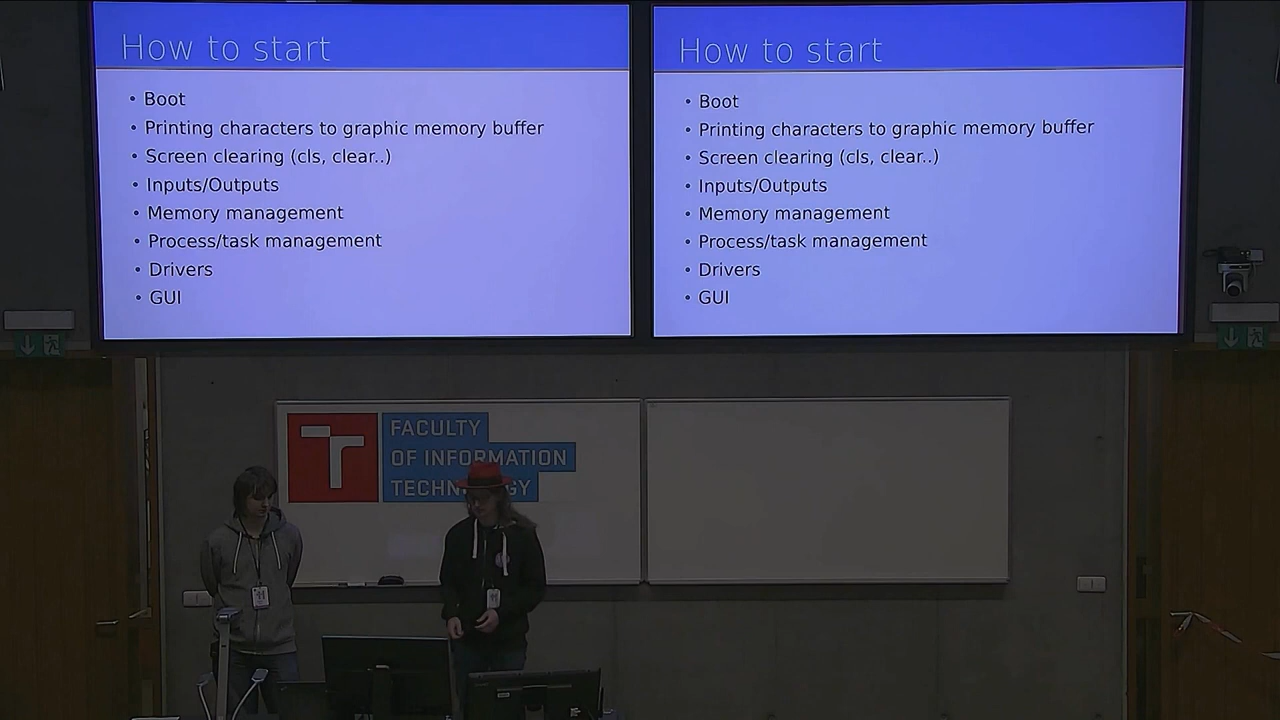 How to start
• Boot
• Printing characters to graphic memory buffer
• Screen clearing (cls, clear..)
• Inputs/Outputs
• Memory management
• Process/task management
• Drivers
• GUI
How to start
• Boot
• Printing characters to graphic memory buffer
• Screen clearing (cls, clear..)
• Inputs/Outputs
• Memory management
• Process/task management
• Drivers
• GUI
T
FACULTY
OF INFORMATION
TECHN GY